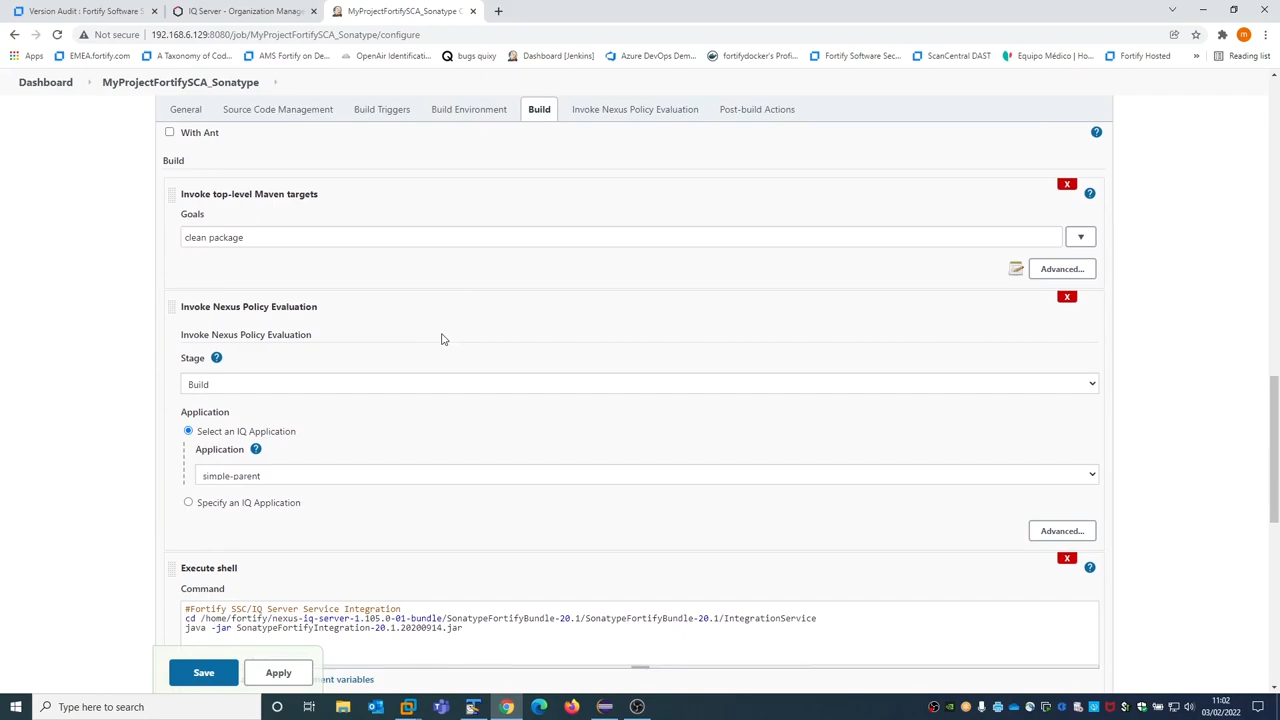 Version Audit : Fortify Software S
IQ Server - Organization Manage
MyProjectFortifySCA_Sonatype C
Not secure
192.168.6.129:8080/job/MyProjectFortifySCA_Sonatype/configure
Apps
EMEA.fortify.com
A Taxonomy of Cod...
AMS Fortify on De...
OpenAir Identificati...
bugs quixy
Dashboard [Jenkins]
Azure DevOps Dem...
fortifydocker's Profi...
Fortify Software Sec...
ScanCentral DAST
Equipo Médico | Ho...
Fortify Hosted
»
Reading list
Dashboard
MyProjectFortifySCA_Sonatype
General
Source Code Management
Build Triggers
Build Environment
Build
Invoke Nexus Policy Evaluation
Post-build Actions
With Ant
Build
X
Invoke top-level Maven targets
Goals
clean package
Advanced...
X
Invoke Nexus Policy Evaluation
Invoke Nexus Policy Evaluation
Stage
Build
Application
Select an IQ Application
Application
simple-parent
Specify an IQ Application
Advanced...
X
Execute shell
Command
#Fortify SSC/IQ Server Service Integration
cd /home/fortify/nexus-iq-server-1.105.0-01-bundle/SonatypeFortifyBundle-20.1/SonatypeFortifyBundle-20.1/IntegrationService
java -jar SonatypeFortifyIntegration-20.1.20200914.jar
Save
Apply
ment variables
Type here to search
11:02
03/02/2022